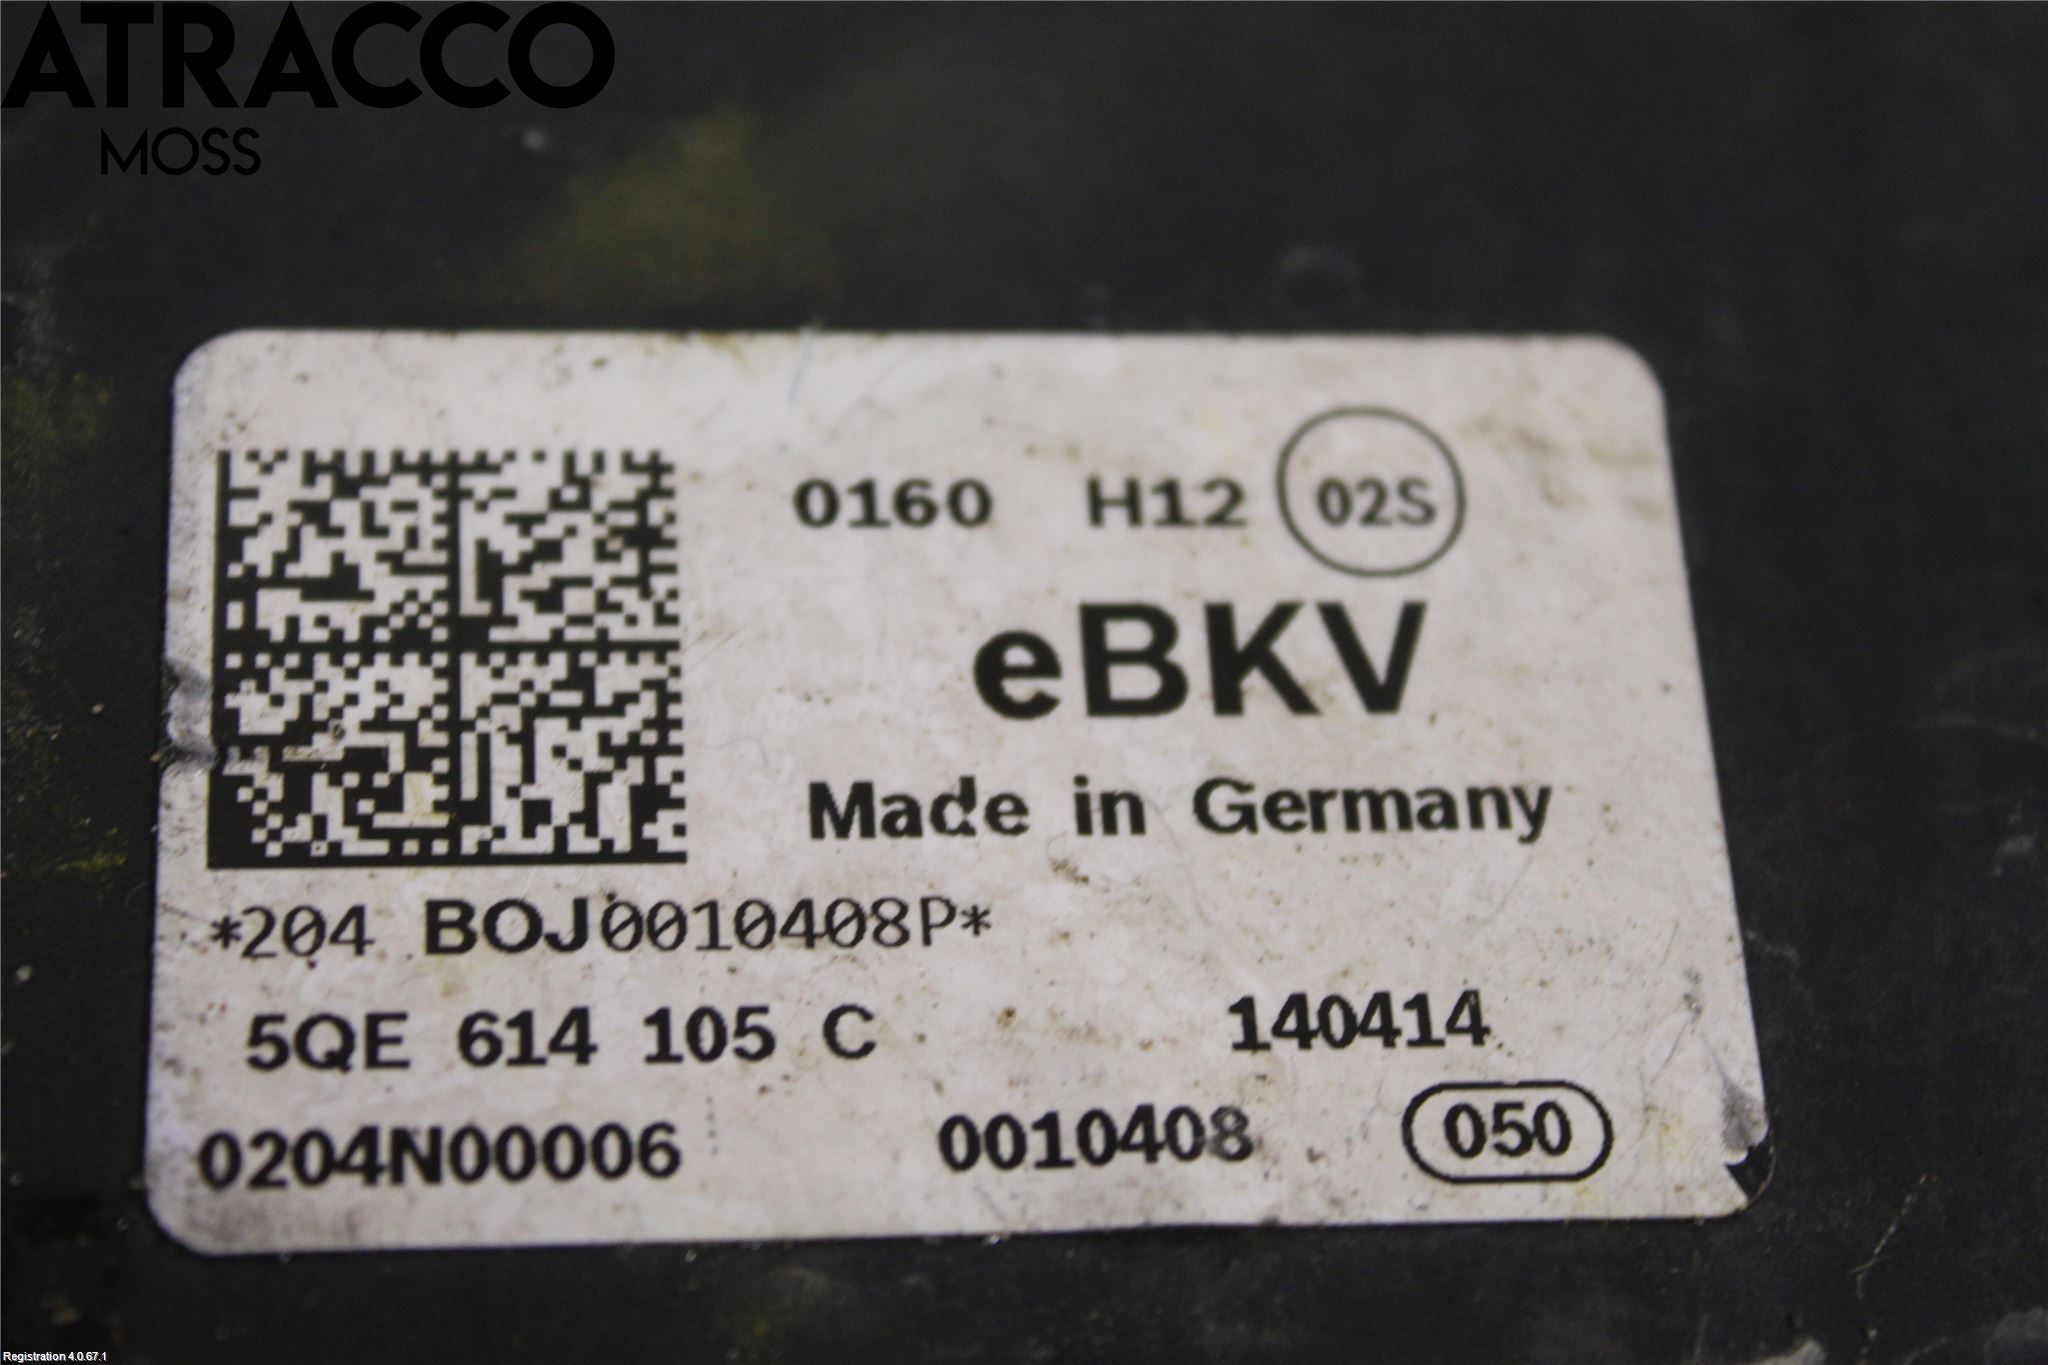 ATRACCO
MOSS
0160 H12 02S
eBKV
Made in Germany
*204 BOJ0010408P*
5QE 614 105 C 140414
0204N00006 0010408 050
Registration 4.0.67.1